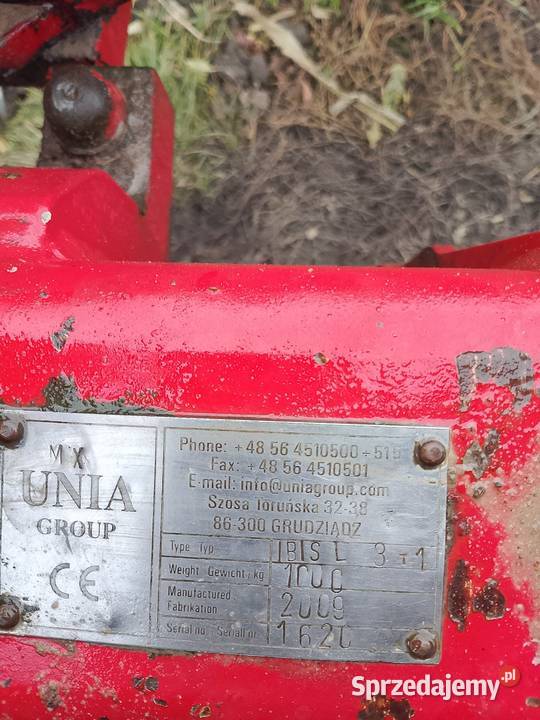 MX
UNIA
GROUP
CE
Phone: +48 56 4510500÷519
Fax: +48 56 4510501
E-mail: info@uniagroup.com
Szosa Toruńska 32-38
86-300 GRUDZIĄDZ
Type Typ IBIS L 3+1
Weight Gewicht/kg 1000
Manufactured
Fabrikation 2009
Serial no. Seriall nr. 1620
Sprzedajemy.pl